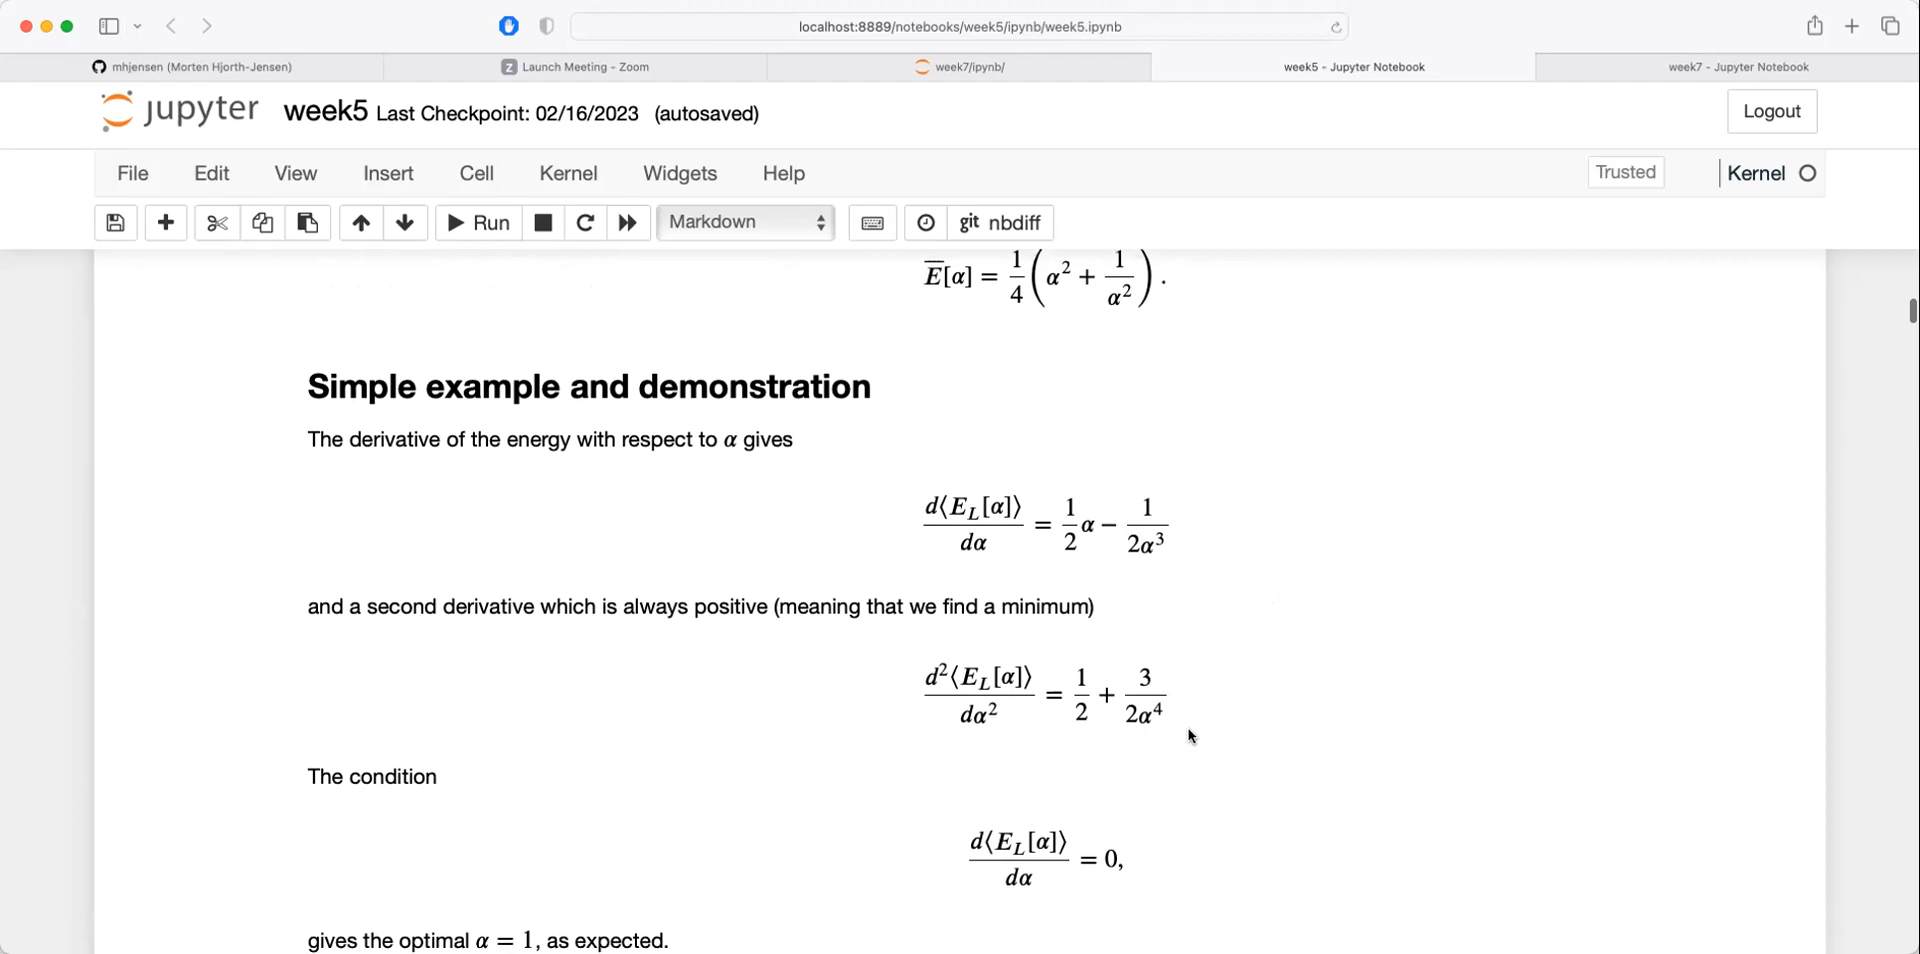 localhost:8889/notebooks/week5/ipynb/week5.ipynb
mhjensen (Morten Hjorth-Jensen)
Z Launch Meeting - Zoom
week7/ipynb/
week5 - Jupyter Notebook
week7 - Jupyter Notebook
jupyter week5 Last Checkpoint: 02/16/2023 (autosaved)
Logout
File Edit View Insert Cell Kernel Widgets Help
Trusted
Kernel
Run
Markdown
git nbdiff
E̅[α] = 1/4 (α² + 1/α²).
Simple example and demonstration
The derivative of the energy with respect to α gives
d⟨E_L[α]⟩/dα = 1/2 α − 1/(2α³)
and a second derivative which is always positive (meaning that we find a minimum)
d²⟨E_L[α]⟩/dα² = 1/2 + 3/(2α⁴)
The condition
d⟨E_L[α]⟩/dα = 0,
gives the optimal α = 1, as expected.